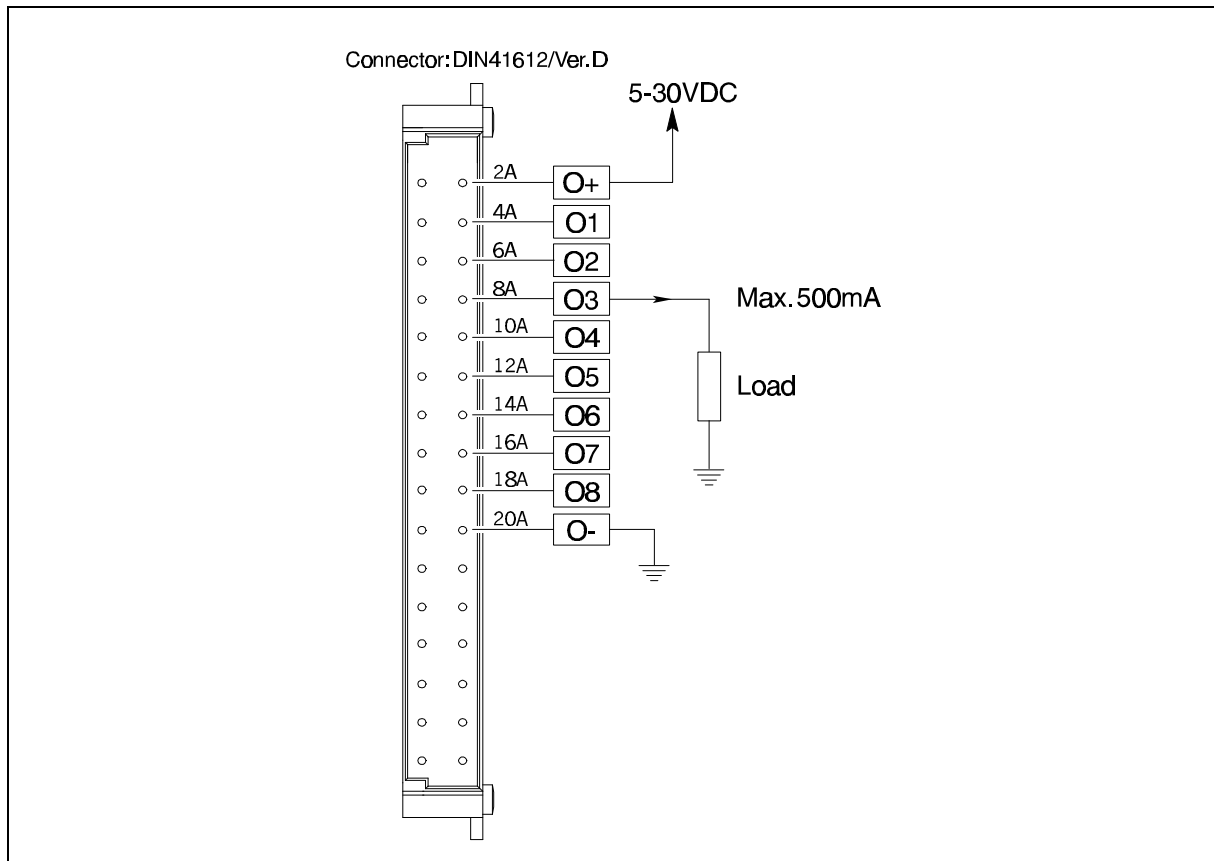 Connector:DIN41612/Ver.D
5-30VDC
2A O+
4A O1
6A O2
8A O3 Max.500mA
10A O4
12A O5 Load
14A O6
16A O7
18A O8
20A O-